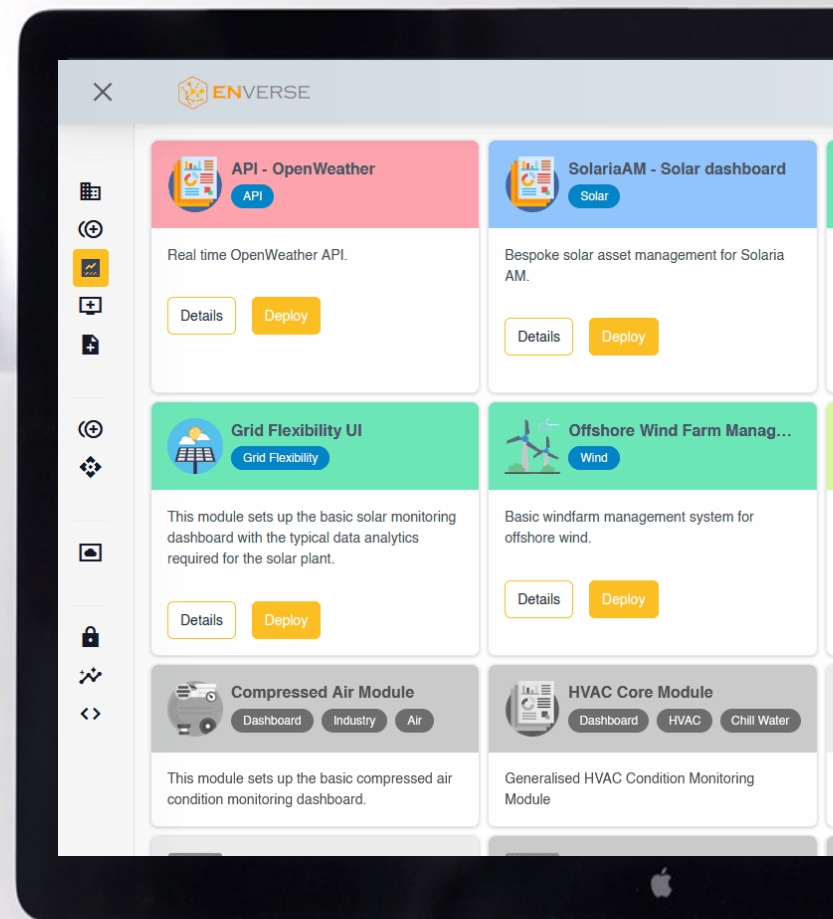 ENVERSE
API - OpenWeather
API
Real time OpenWeather API.
Details
Deploy
SolariaAM - Solar dashboard
Solar
Bespoke solar asset management for Solaria
AM.
Details
Deploy
Grid Flexibility UI
Grid Flexibility
This module sets up the basic solar monitoring
dashboard with the typical data analytics
required for the solar plant.
Details
Deploy
Offshore Wind Farm Manag...
Wind
Basic windfarm management system for
offshore wind.
Details
Deploy
Compressed Air Module
Dashboard Industry Air
This module sets up the basic compressed air
condition monitoring dashboard.
HVAC Core Module
Dashboard HVAC Chill Water
Generalised HVAC Condition Monitoring
Module